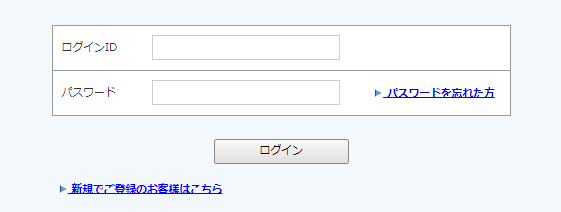 ログインID
パスワード
パスワードを忘れた方
ログイン
新規でご登録のお客様はこちら